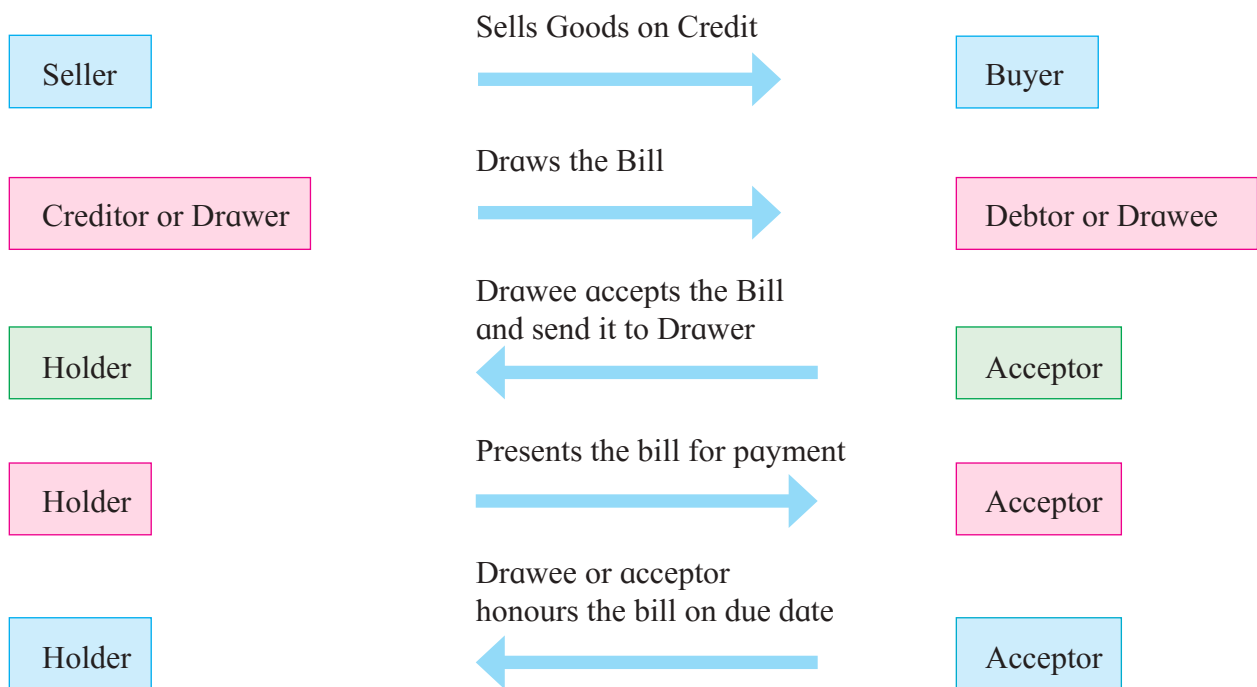 Sells Goods on Credit
Seller
Buyer
Draws the Bill
Creditor or Drawer
Debtor or Drawee
Drawee accepts the Bill
and send it to Drawer
Holder
Acceptor
Presents the bill for payment
Holder
Acceptor
Drawee or acceptor
honours the bill on due date
Holder
Acceptor